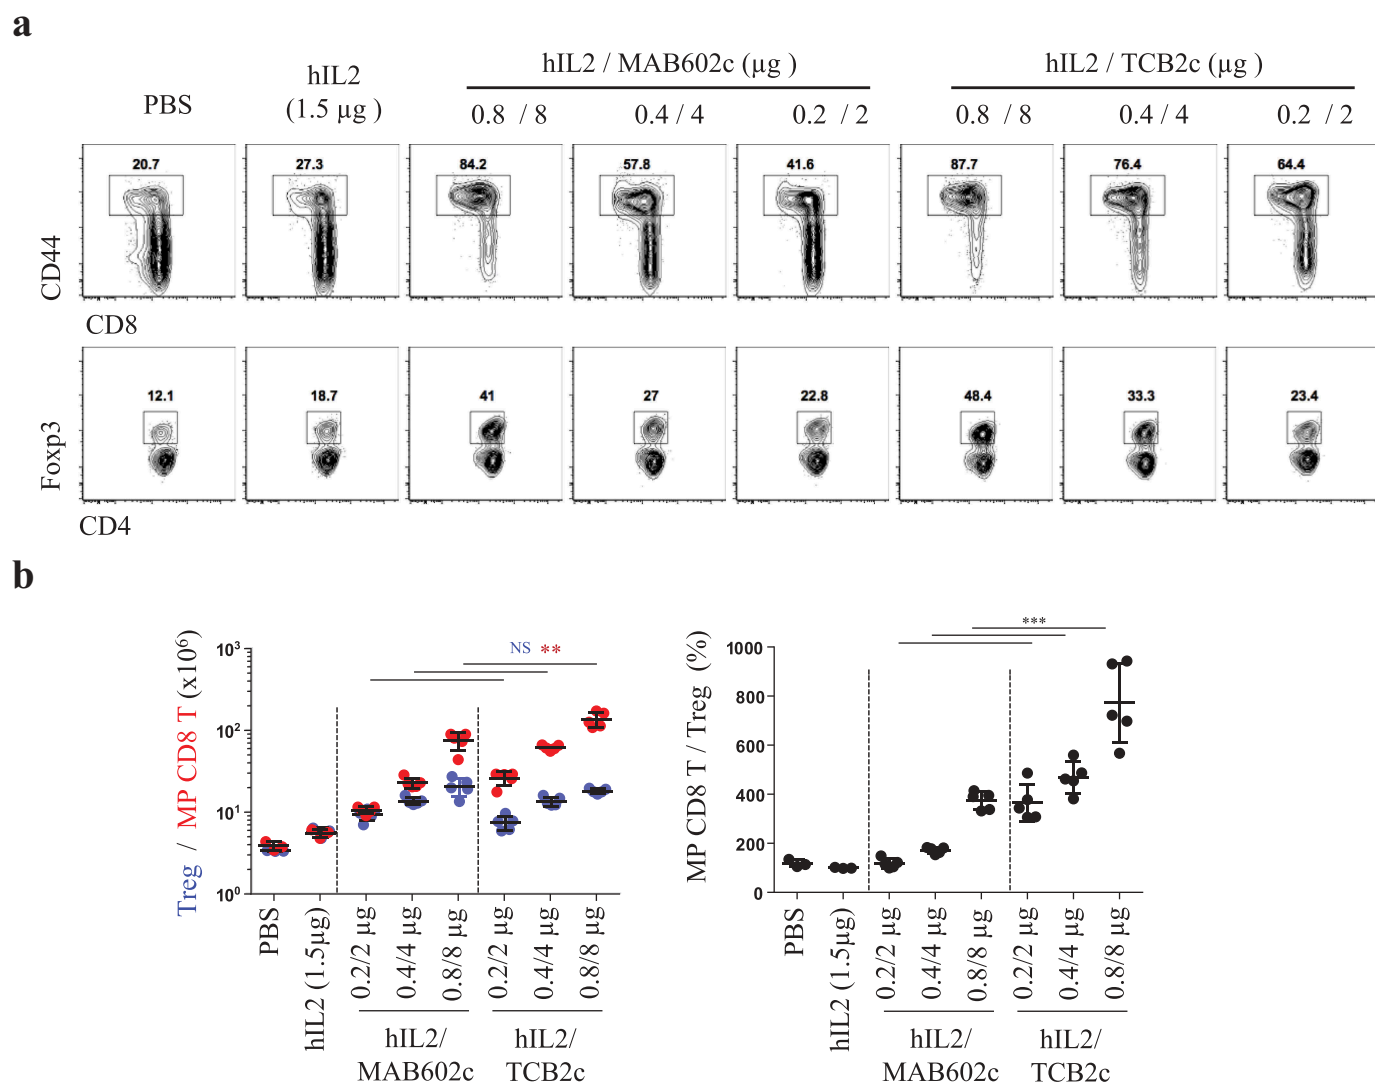 a
PBS
hIL2
(1.5 µg )
hIL2 / MAB602c (µg )
hIL2 / TCB2c (µg )
0.8 / 8
0.4 / 4
0.2 / 2
0.8 / 8
0.4 / 4
0.2 / 2
20.7
27.3
84.2
57.8
41.6
87.7
76.4
64.4
CD44
CD8
12.1
18.7
41
27
22.8
48.4
33.3
23.4
Foxp3
CD4
b
Treg / MP CD8 T (x10⁶)
10³
10²
10¹
10⁰
NS **
PBS
hIL2 (1.5µg)
0.2/2 µg
0.4/4 µg
0.8/8 µg
0.2/2 µg
0.4/4 µg
0.8/8 µg
hIL2/
MAB602c
hIL2/
TCB2c
MP CD8 T / Treg (%)
1000
800
600
400
200
0
***
PBS
hIL2 (1.5µg)
0.2/2 µg
0.4/4 µg
0.8/8 µg
0.2/2 µg
0.4/4 µg
0.8/8 µg
hIL2/
MAB602c
hIL2/
TCB2c